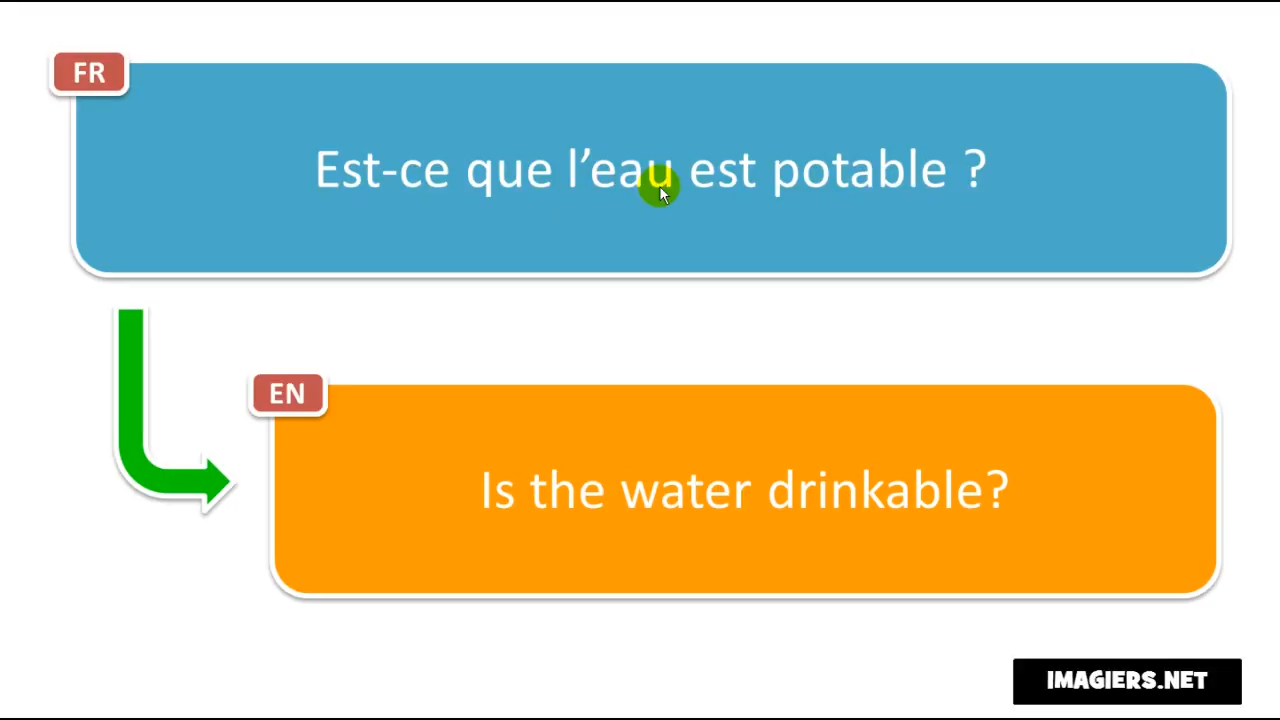 FR
Est-ce que l’eau est potable ?
EN
Is the water drinkable?
IMAGIERS.NET